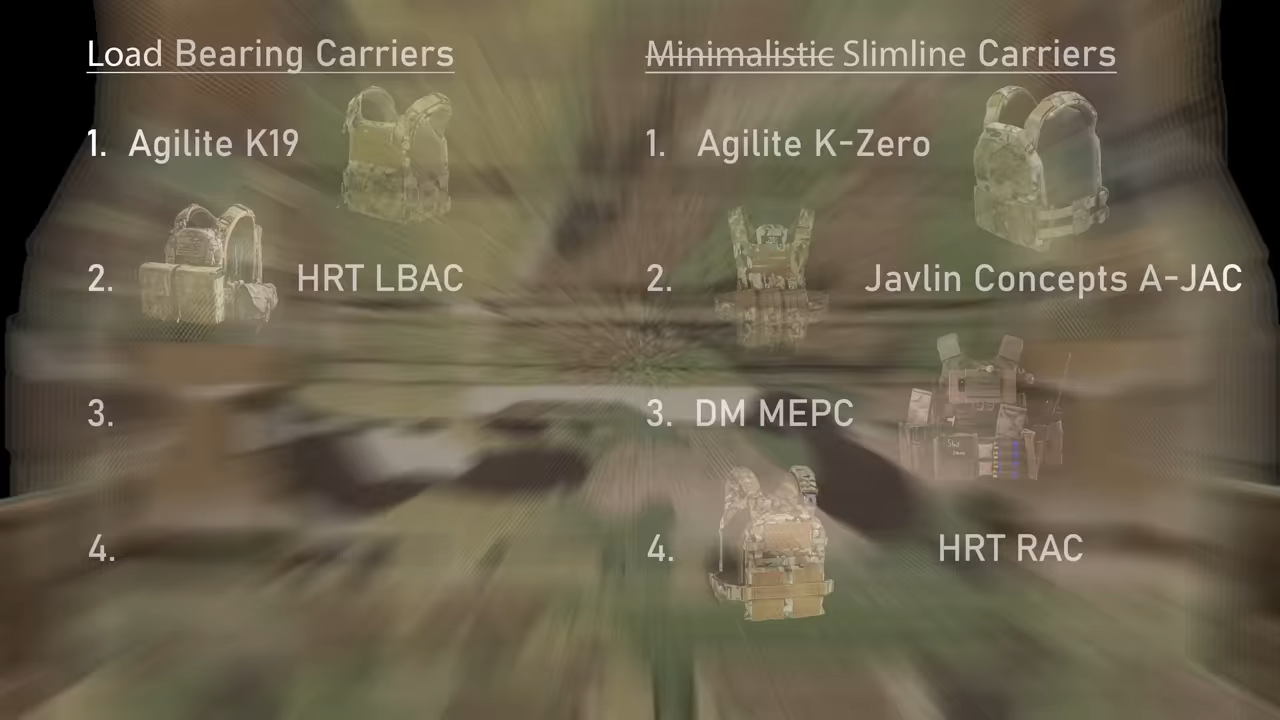 Load Bearing Carriers
1. Agilite K19
2. HRT LBAC
3.
4.
Minimalistic Slimline Carriers
1. Agilite K-Zero
2. Javlin Concepts A-JAC
3. DM MEPC
4. HRT RAC